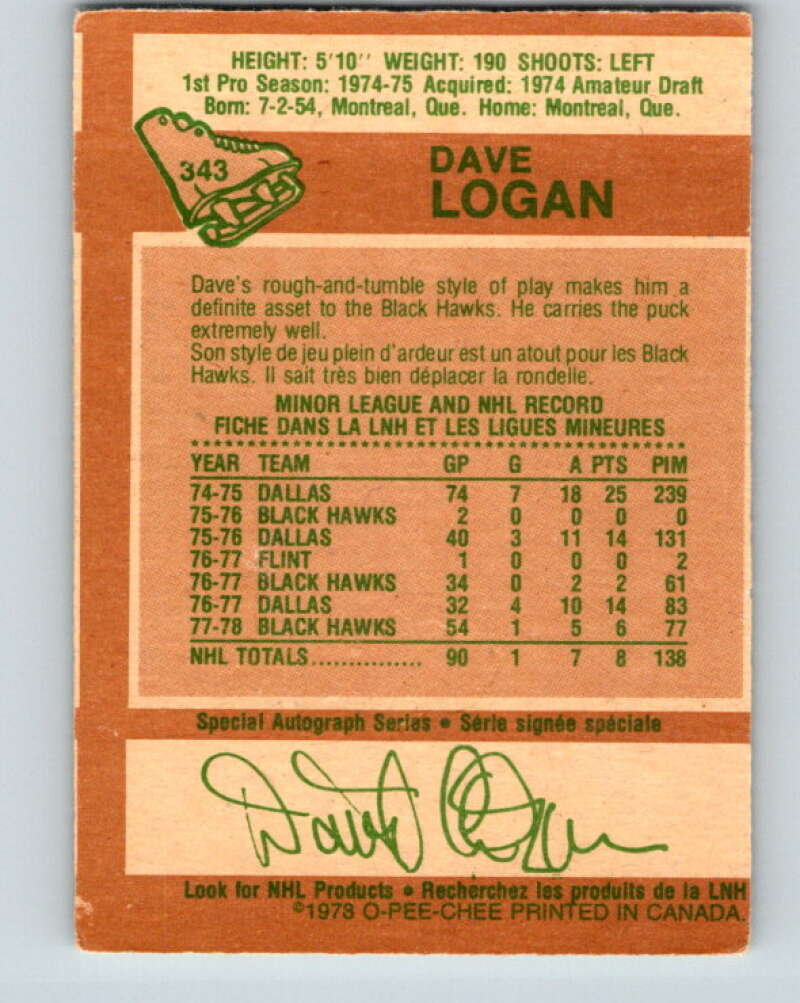 HEIGHT: 5'10'' WEIGHT: 190 SHOOTS: LEFT
1st Pro Season: 1974-75 Acquired: 1974 Amateur Draft
Born: 7-2-54, Montreal, Que. Home: Montreal, Que.
343
DAVE
LOGAN
Dave's rough-and-tumble style of play makes him a
definite asset to the Black Hawks. He carries the puck
extremely well.
Son style de jeu plein d'ardeur est un atout pour les Black
Hawks. Il sait très bien déplacer la rondelle.
MINOR LEAGUE AND NHL RECORD
FICHE DANS LA LNH ET LES LIGUES MINEURES
YEAR TEAM GP G A PTS PIM
74-75 DALLAS 74 7 18 25 239
75-76 BLACK HAWKS 2 0 0 0 0
75-76 DALLAS 40 3 11 14 131
76-77 FLINT 1 0 0 0 2
76-77 BLACK HAWKS 34 0 2 2 61
76-77 DALLAS 32 4 10 14 83
77-78 BLACK HAWKS 54 1 5 6 77
NHL TOTALS............... 90 1 7 8 138
Special Autograph Series • Série signée spéciale
David Logan
Look for NHL Products • Recherchez les produits de la LNH
©1978 O-PEE-CHEE PRINTED IN CANADA.